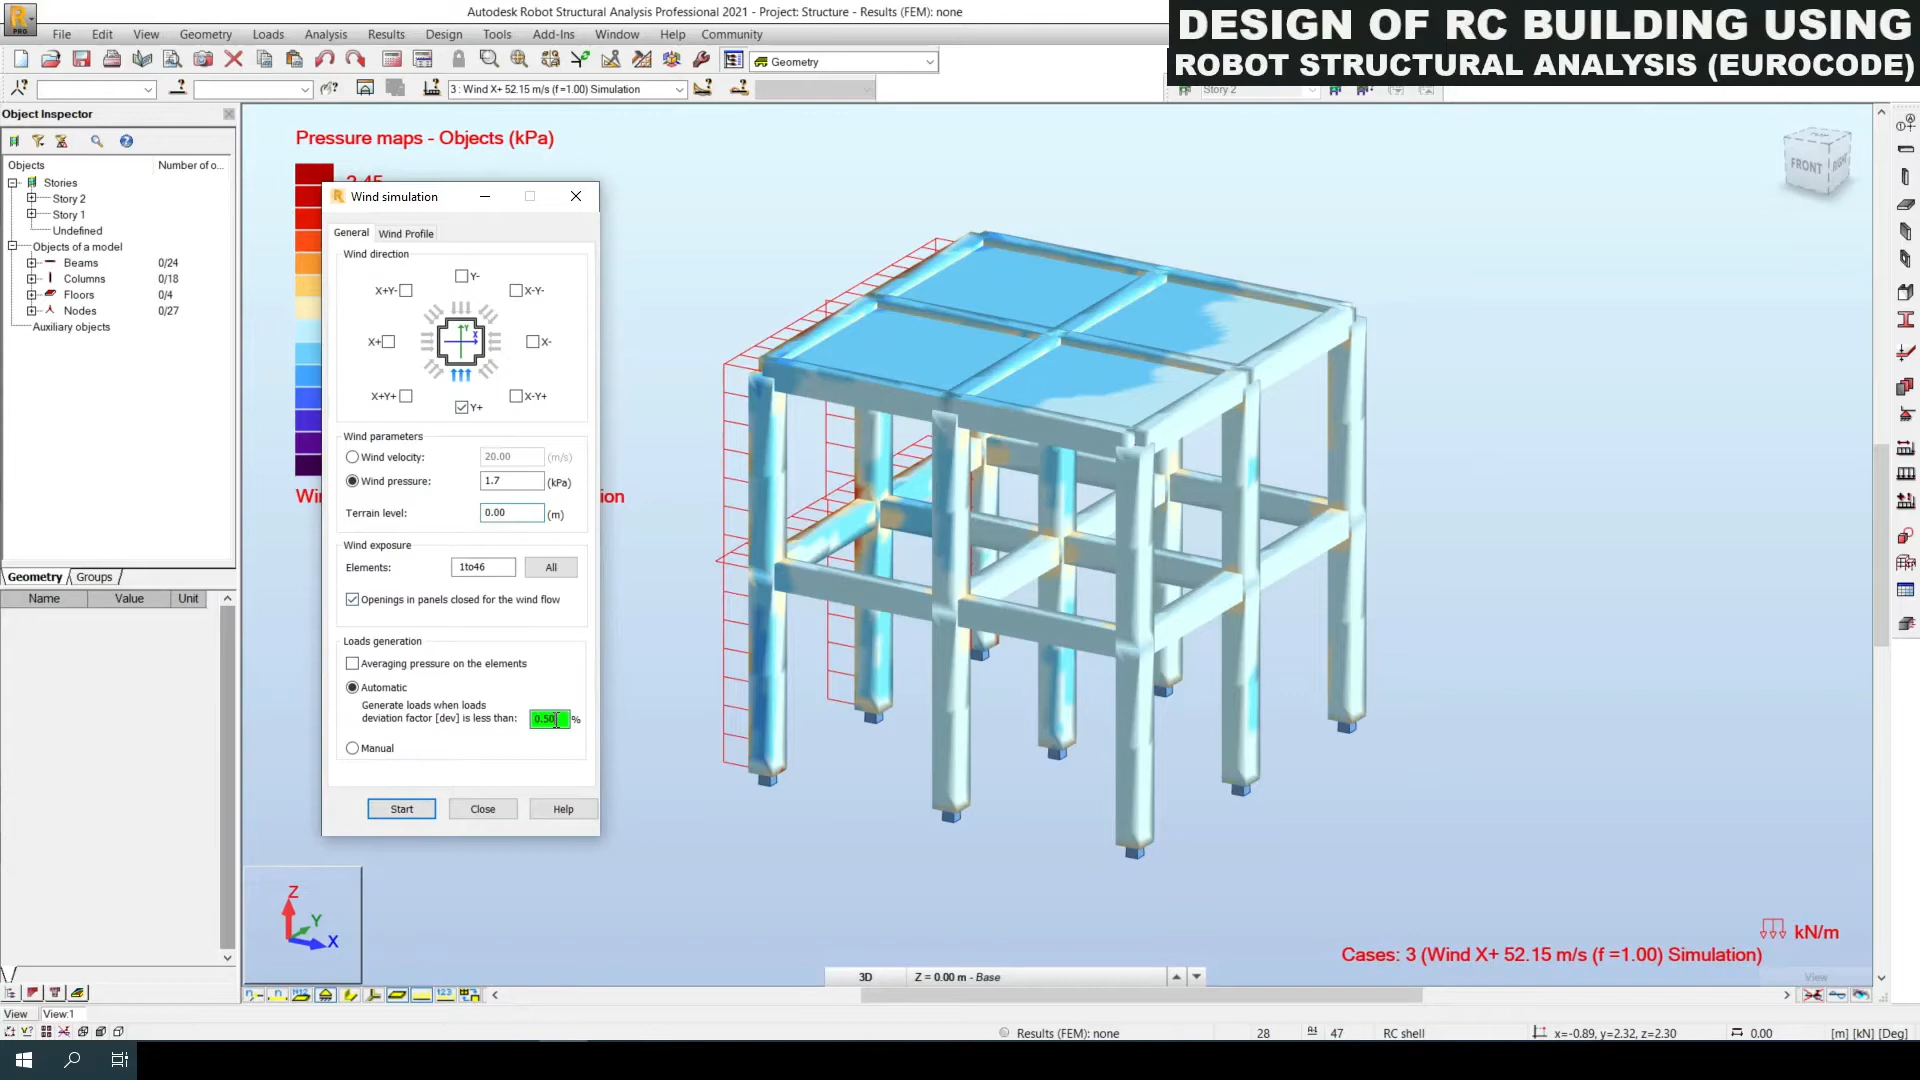 Autodesk Robot Structural Analysis Professional 2021 - Project: Structure - Results (FEM): none
DESIGN OF RC BUILDING USING
ROBOT STRUCTURAL ANALYSIS (EUROCODE)
PRO
File Edit View Geometry Loads Analysis Results Design Tools Add-Ins Window Help Community
Geometry
3 : Wind X+ 52.15 m/s (f =1.00) Simulation
Story 2
Object Inspector
Objects Number of o...
Stories
Story 2
Story 1
Undefined
Objects of a model
Beams 0/24
Columns 0/18
Floors 0/4
Nodes 0/27
Auxiliary objects
Geometry Groups
Name Value Unit
Pressure maps - Objects (kPa)
Wind simulation
General Wind Profile
Wind direction
Y-
X+Y- X-Y-
X+ X-
X+Y+ Y+ X-Y+
Wind parameters
Wind velocity: 20.00 (m/s)
Wind pressure: 1.7 (kPa)
Terrain level: 0.00 (m)
Wind exposure
Elements: 1to46 All
Openings in panels closed for the wind flow
Loads generation
Averaging pressure on the elements
Automatic
Generate loads when loads
deviation factor [dev] is less than: 0.50 %
Manual
Start Close Help
FRONT RIGHT
Z
Y
X
kN/m
Cases: 3 (Wind X+ 52.15 m/s (f =1.00) Simulation)
3D Z = 0.00 m - Base
View
View View:1
Results (FEM): none 28 47 RC shell x=-0.89, y=2.32, z=2.30 0.00 [m] [kN] [Deg]